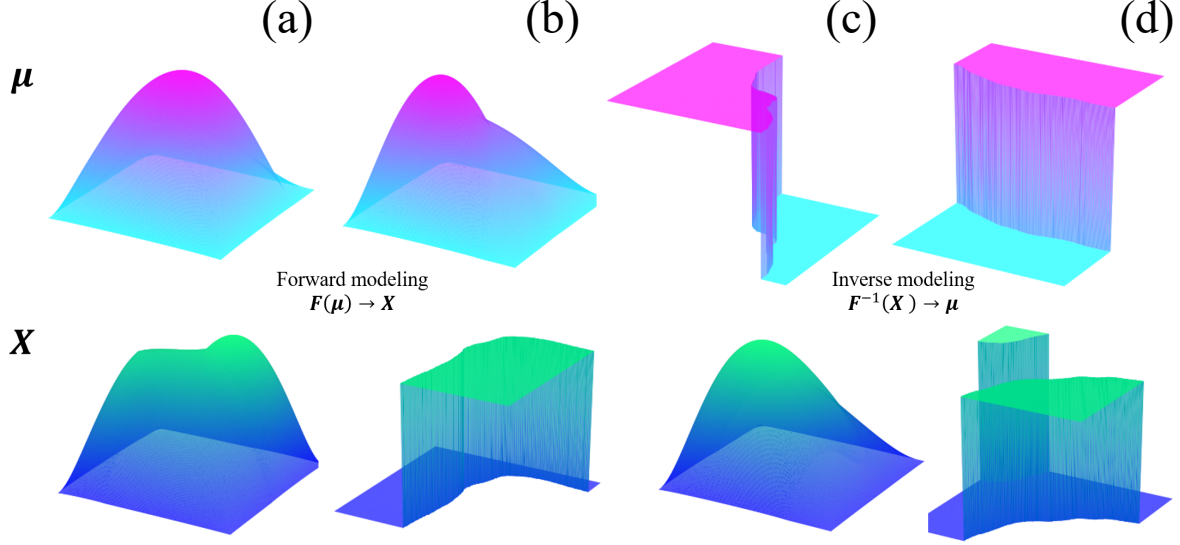 (a) (b) (c) (d)
μ
Forward modeling
F(μ) → X
Inverse modeling
F⁻¹(X ) → μ
X